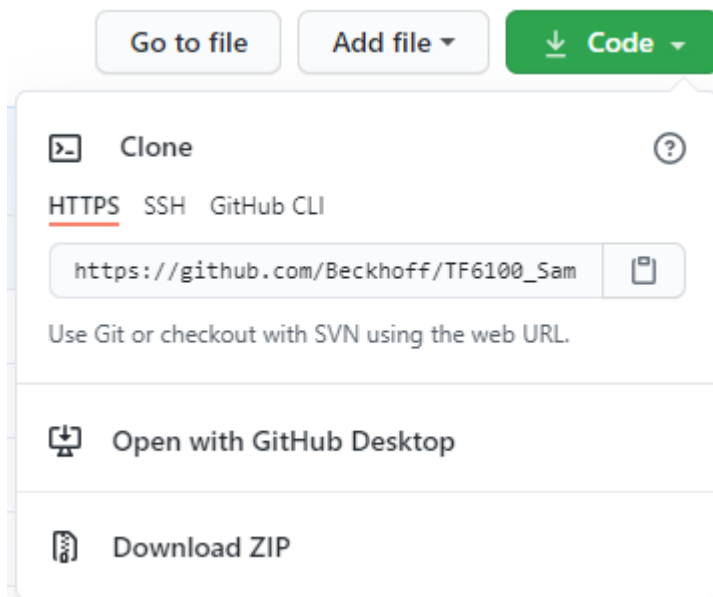 Go to file Add file Code
Clone
HTTPS SSH GitHub CLI
https://github.com/Beckhoff/TF6100_Sam
Use Git or checkout with SVN using the web URL.
Open with GitHub Desktop
Download ZIP